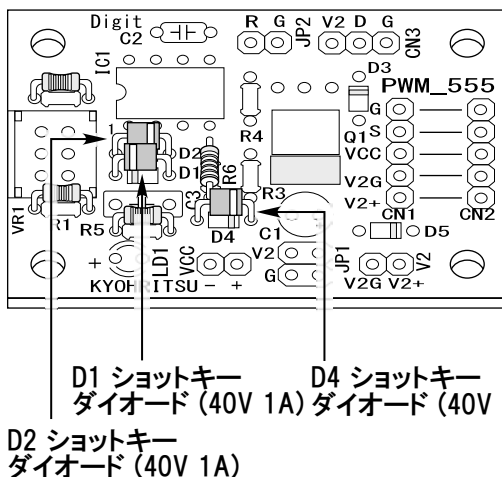 Digit
C2
R G
JP2
V2 D G
CN3
IC1
D3
PWM_555
1
R4
Q1
G
S
VCC
V2G
V2+
D2
D1
R6
R3
C3
VR1
R1
R5
D4
C1
CN1
CN2
D5
LD1
VCC
V2
G
JP1
V2
+
KYOHRITSU
- +
V2G V2+
D1 ショットキー
ダイオード (40V 1A)
D4 ショットキー
ダイオード (40V
D2 ショットキー
ダイオード (40V 1A)